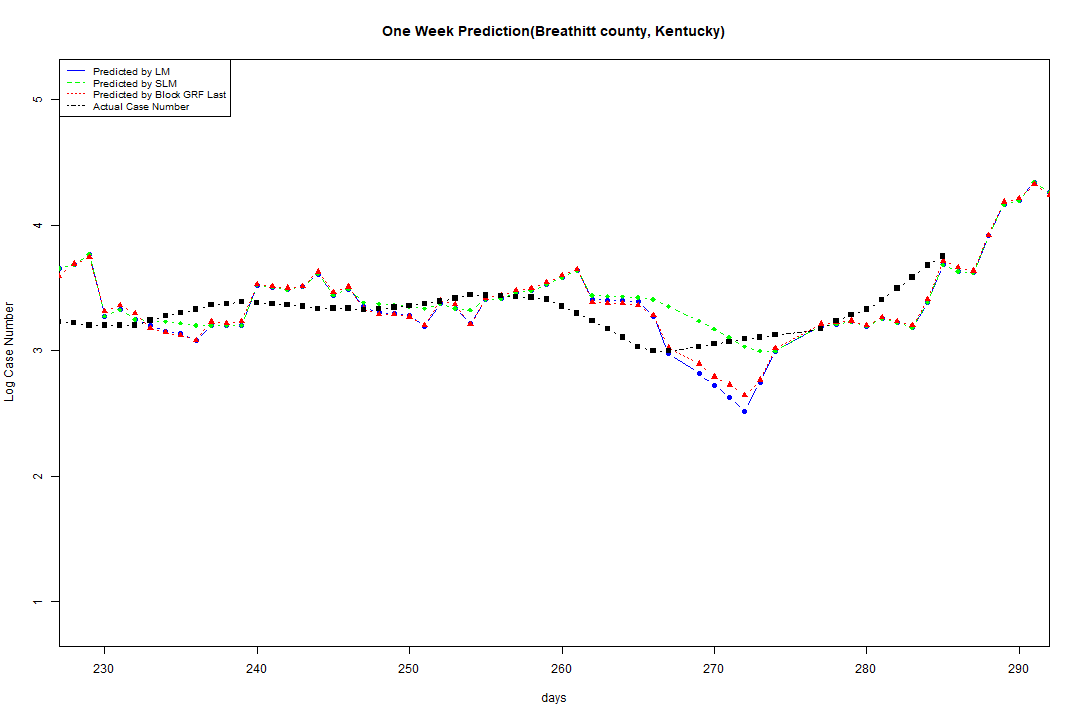 One Week Prediction(Breathitt county, Kentucky)
Predicted by LM
Predicted by SLM
Predicted by Block GRF Last
Actual Case Number
5
4
3
2
1
Log Case Number
230 240 250 260 270 280 290
days